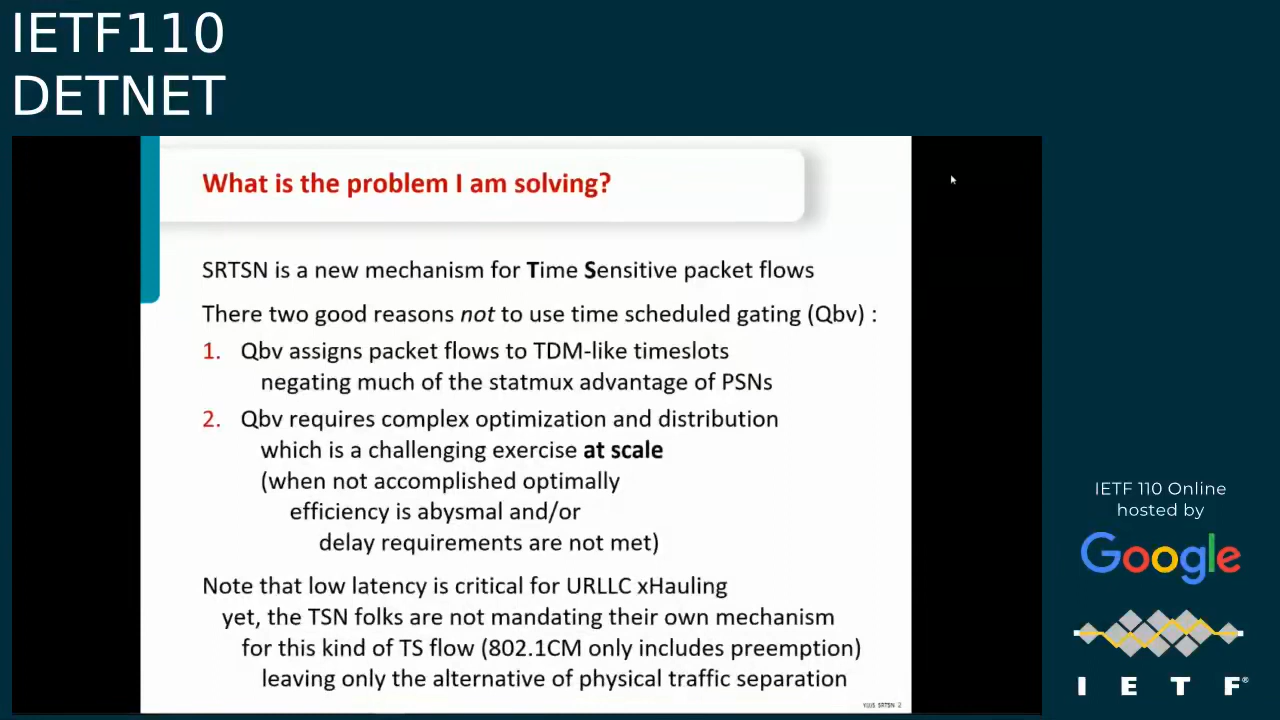 IETF110
DETNET
What is the problem I am solving?
SRTSN is a new mechanism for Time Sensitive packet flows
There two good reasons not to use time scheduled gating (Qbv) :
1. Qbv assigns packet flows to TDM-like timeslots
negating much of the statmux advantage of PSNs
2. Qbv requires complex optimization and distribution
which is a challenging exercise at scale
(when not accomplished optimally
efficiency is abysmal and/or
delay requirements are not met)
Note that low latency is critical for URLLC xHauling
yet, the TSN folks are not mandating their own mechanism
for this kind of TS flow (802.1CM only includes preemption)
leaving only the alternative of physical traffic separation
SRTSN 2
IETF 110 Online
hosted by
Google
I E T F®